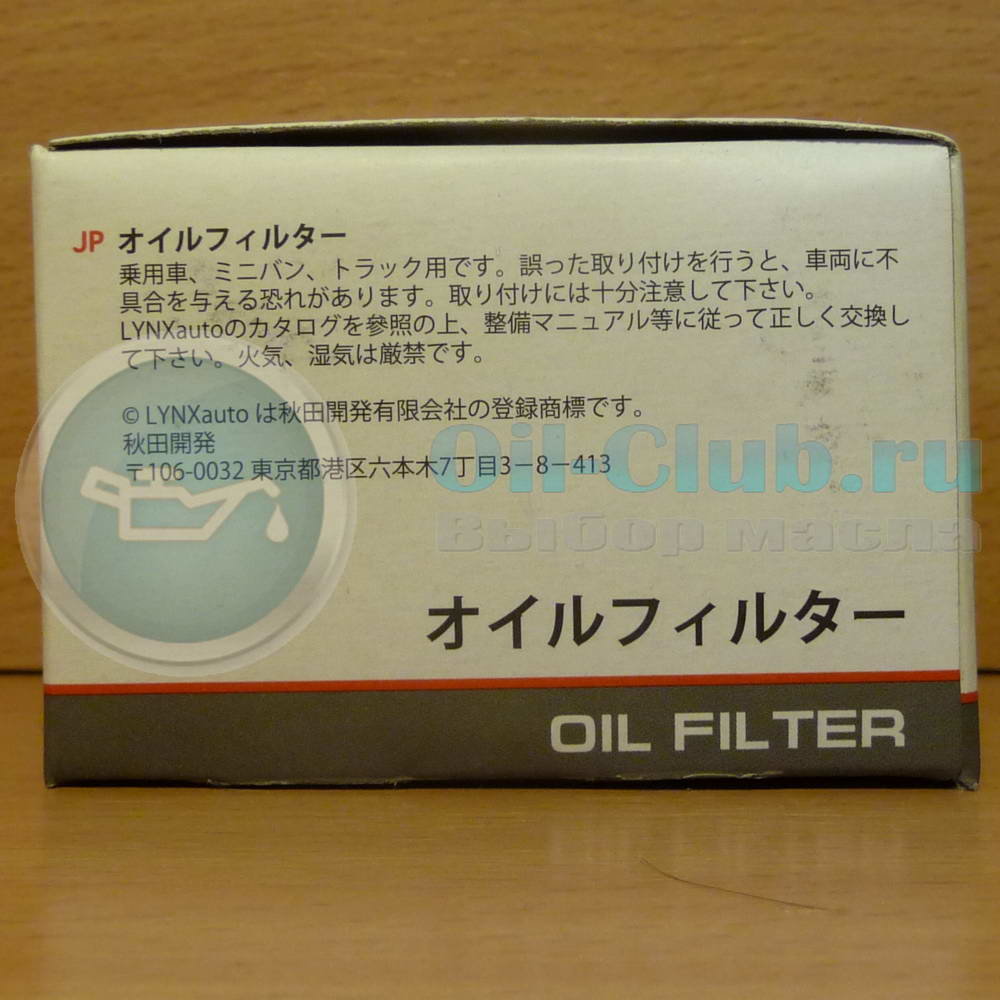 JP オイルフィルター
乗用車、ミニバン、トラック用です。誤った取り付けを行うと、車両に不
具合を与える恐れがあります。取り付けには十分注意して下さい。
LYNXautoのカタログを参照の上、整備マニュアル等に従って正しく交換し
て下さい。火気、湿気は厳禁です。
© LYNXauto は秋田開発有限会社の登録商標です。
秋田開発
〒106-0032 東京都港区六本木7丁目3－8－413
Oil-Club.ru
Выбор масла
オイルフィルター
OIL FILTER